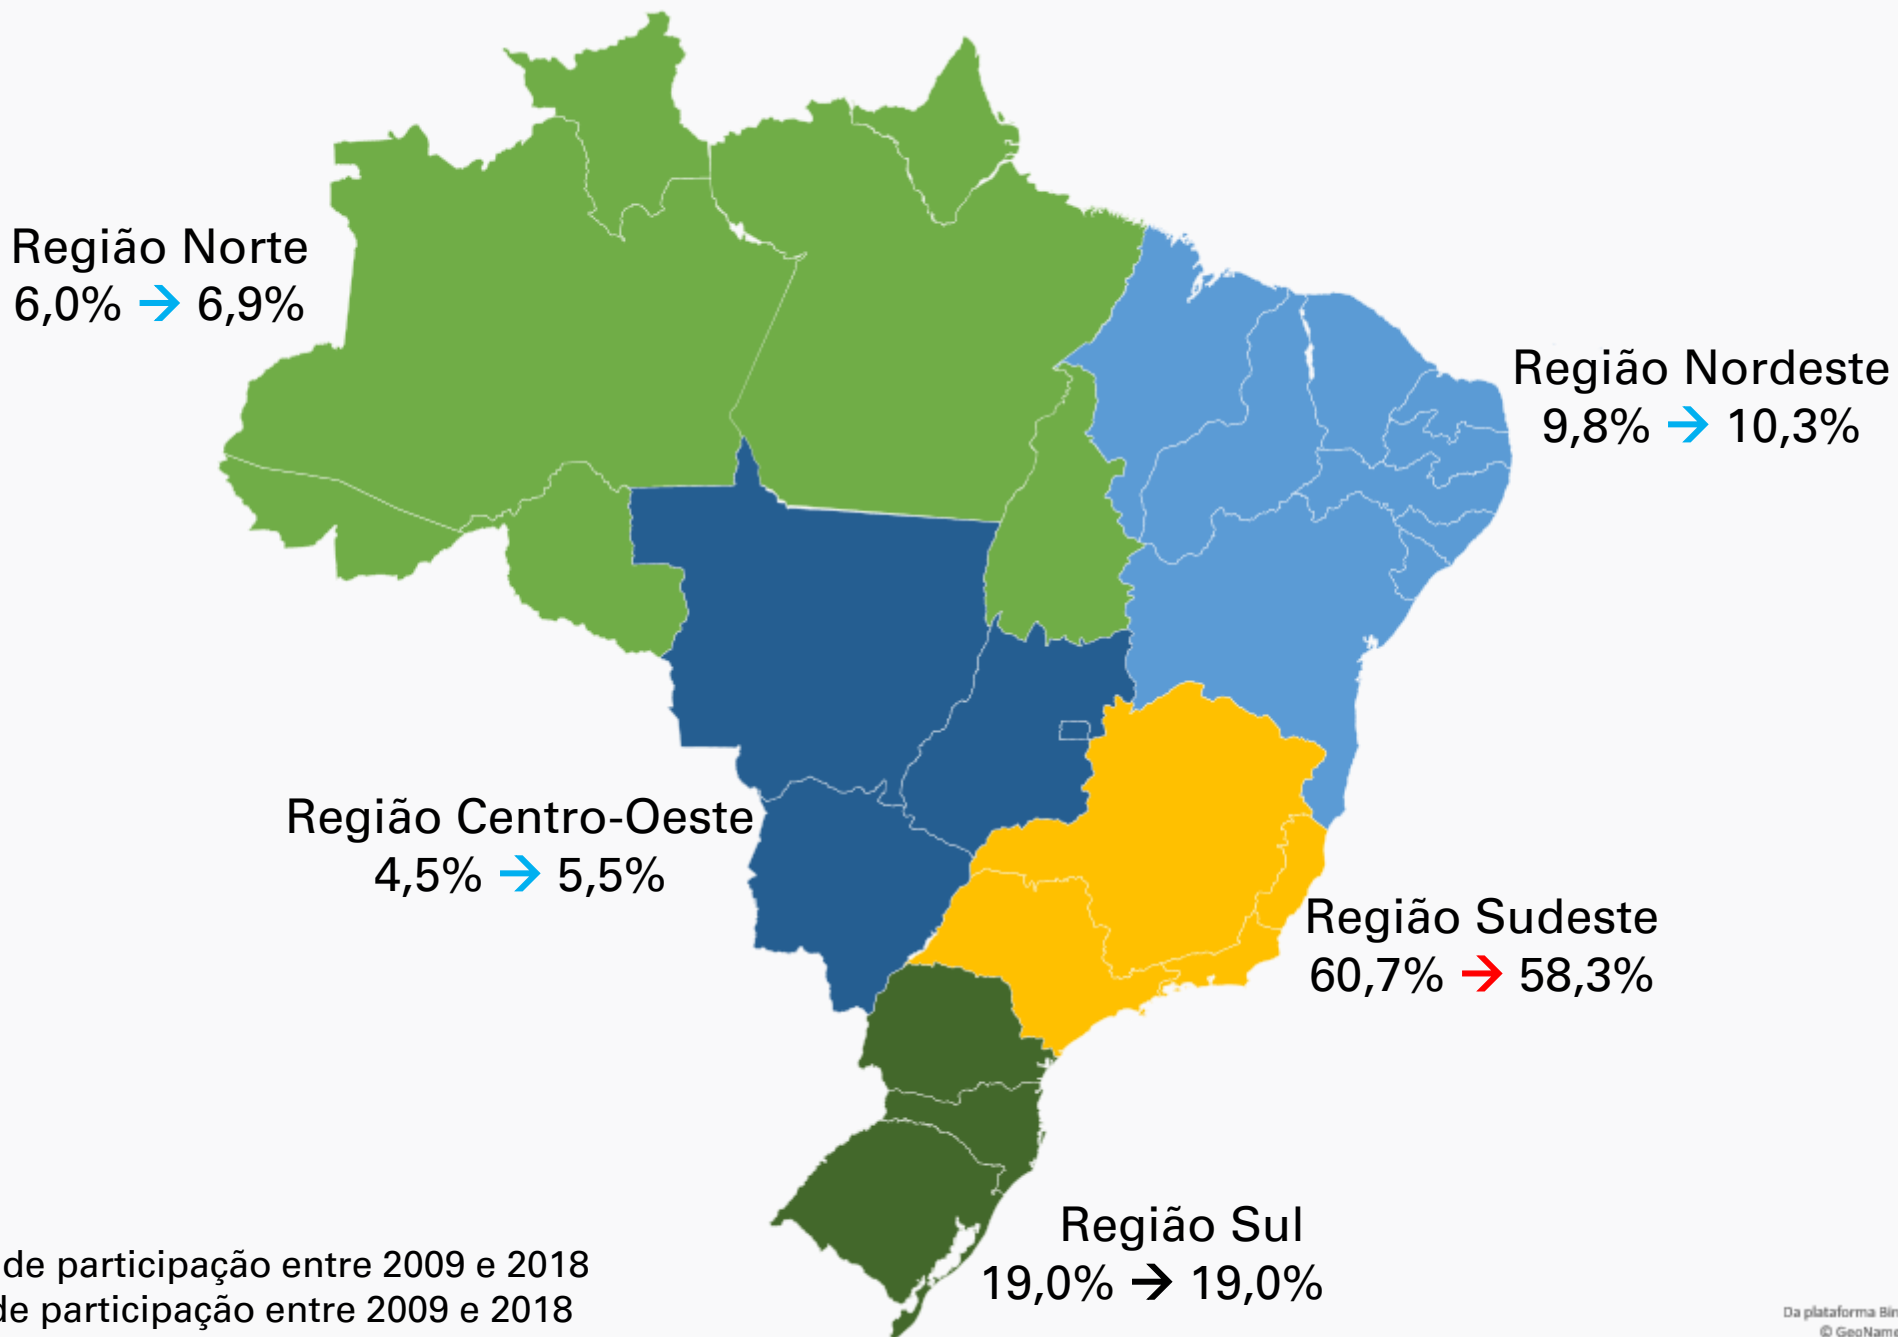 Região Norte
6,0% → 6,9%
Região Nordeste
9,8% → 10,3%
Região Centro-Oeste
4,5% → 5,5%
Região Sudeste
60,7% → 58,3%
Região Sul
19,0% → 19,0%
de participação entre 2009 e 2018
de participação entre 2009 e 2018
Da plataforma Bin
© GeoName